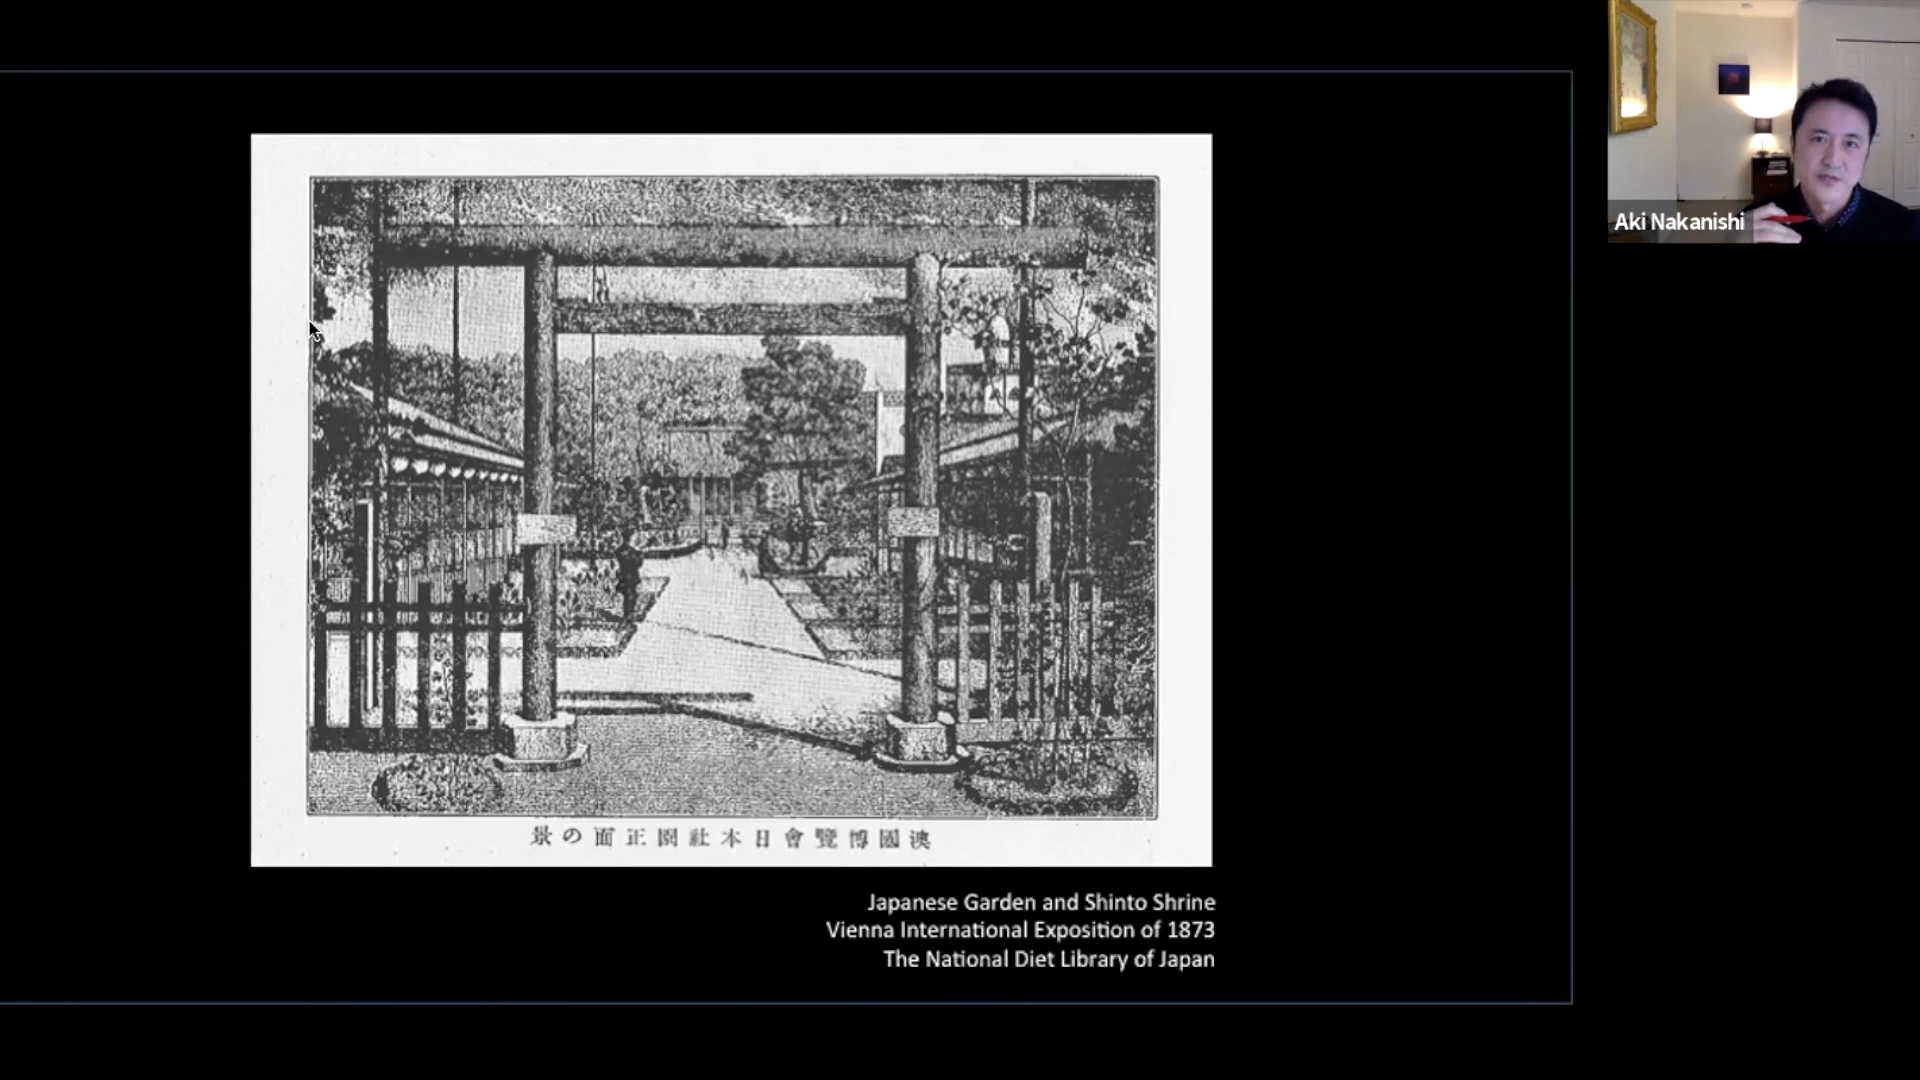 澳國博覽會日本社園正面の景
Japanese Garden and Shinto Shrine
Vienna International Exposition of 1873
The National Diet Library of Japan
Aki Nakanishi